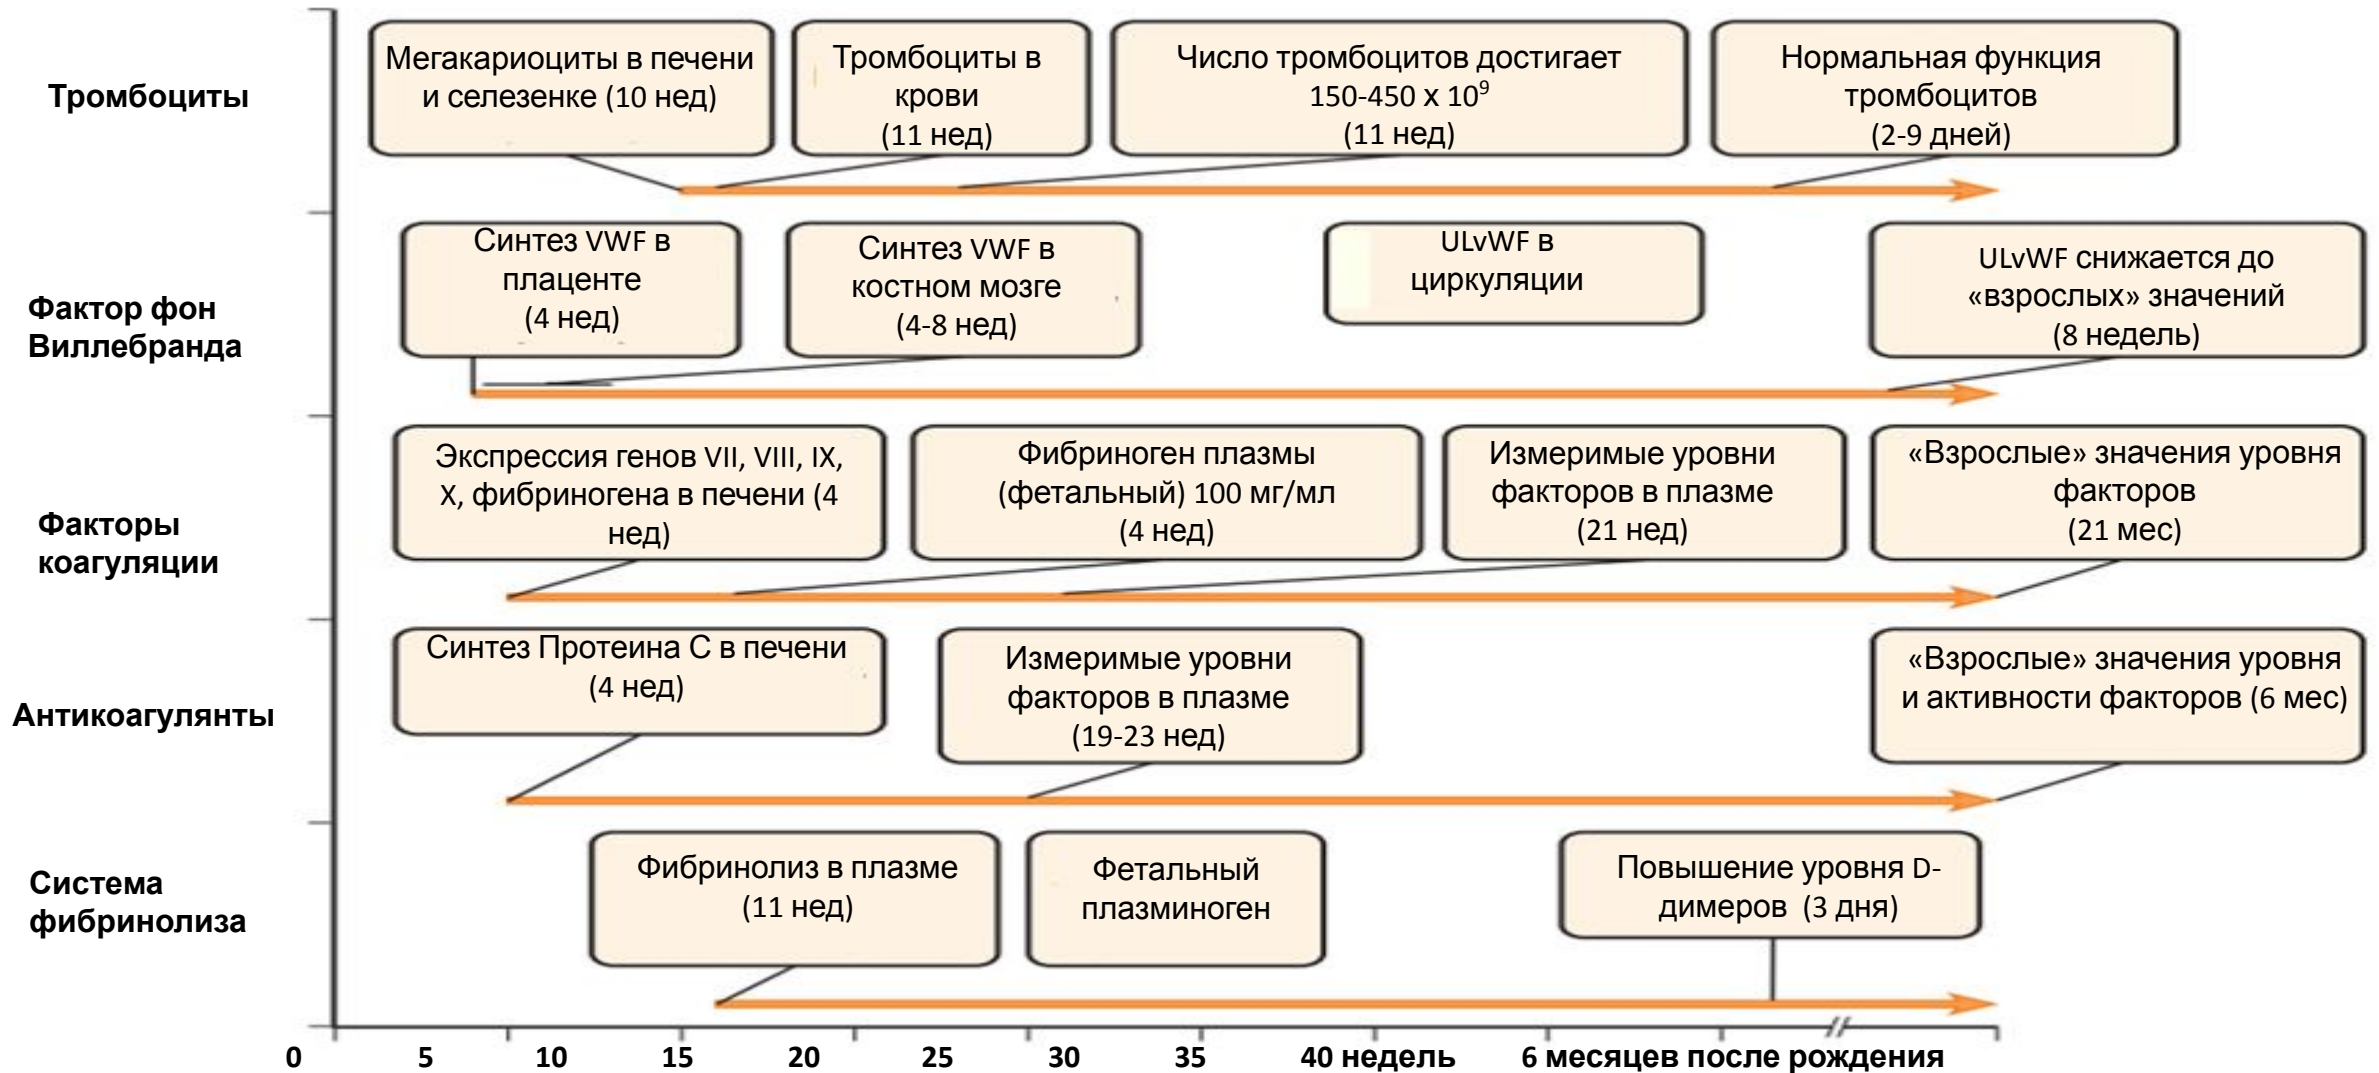 Тромбоциты
Мегакариоциты в печени
и селезенке (10 нед)
Тромбоциты в
крови
(11 нед)
Число тромбоцитов достигает
150-450 х 10⁹
(11 нед)
Нормальная функция
тромбоцитов
(2-9 дней)
Фактор фон
Виллебранда
Синтез VWF в
плаценте
(4 нед)
Синтез VWF в
костном мозге
(4-8 нед)
ULvWF в
циркуляции
ULvWF снижается до
«взрослых» значений
(8 недель)
Факторы
коагуляции
Экспрессия генов VII, VIII, IX,
X, фибриногена в печени (4
нед)
Фибриноген плазмы
(фетальный) 100 мг/мл
(4 нед)
Измеримые уровни
факторов в плазме
(21 нед)
«Взрослые» значения уровня
факторов
(21 мес)
Антикоагулянты
Синтез Протеина С в печени
(4 нед)
Измеримые уровни
факторов в плазме
(19-23 нед)
«Взрослые» значения уровня
и активности факторов (6 мес)
Система
фибринолиза
Фибринолиз в плазме
(11 нед)
Фетальный
плазминоген
Повышение уровня D-
димеров (3 дня)
0 5 10 15 20 25 30 35 40 недель 6 месяцев после рождения